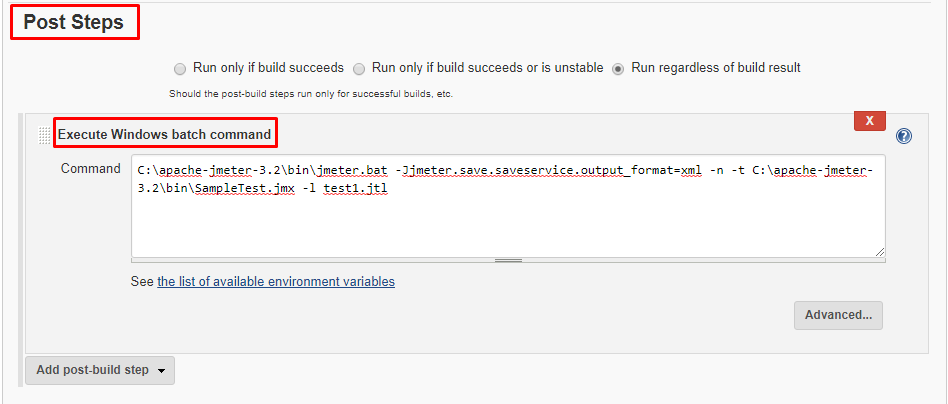 Post Steps
Run only if build succeeds Run only if build succeeds or is unstable Run regardless of build result
Should the post-build steps run only for successful builds, etc.
X
Execute Windows batch command
?
Command
C:\apache-jmeter-3.2\bin\jmeter.bat -Jjmeter.save.saveservice.output_format=xml -n -t C:\apache-jmeter-
3.2\bin\SampleTest.jmx -l test1.jtl
See the list of available environment variables
Advanced...
Add post-build step